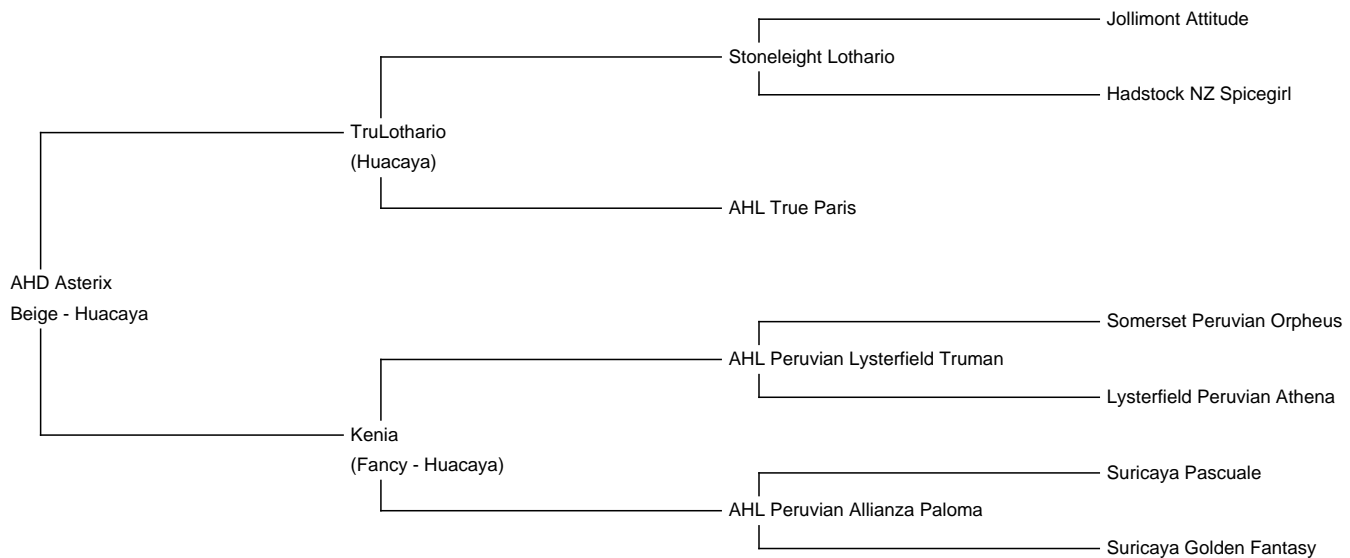 Jollimont Attitude
Stoneleight Lothario
Hadstock NZ Spicegirl
TruLothario
(Huacaya)
AHL True Paris
AHD Asterix
Beige - Huacaya
Somerset Peruvian Orpheus
AHL Peruvian Lysterfield Truman
Lysterfield Peruvian Athena
Kenia
(Fancy - Huacaya)
Suricaya Pascuale
AHL Peruvian Allianza Paloma
Suricaya Golden Fantasy